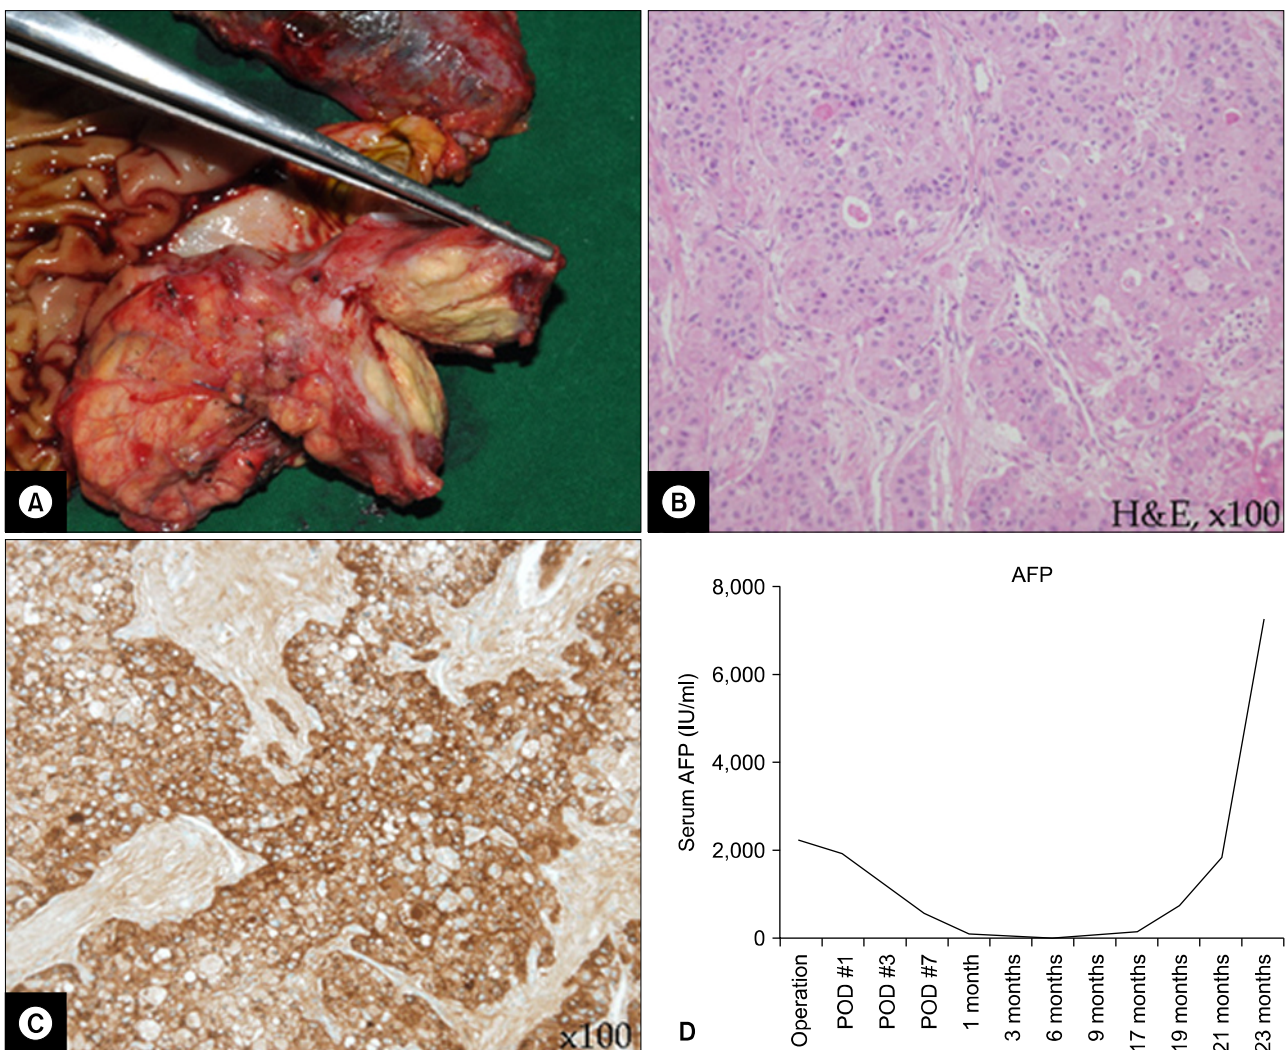 A
B
H&E, x100
C
x100
D
AFP
Serum AFP (IU/ml)
8,000
6,000
4,000
2,000
0
Operation
POD #1
POD #3
POD #7
1 month
3 months
6 months
9 months
17 months
19 months
21 months
23 months